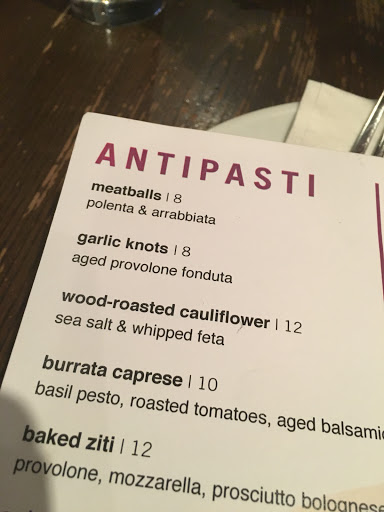 ANTIPASTI
meatballs | 8
polenta & arrabbiata
garlic knots | 8
aged provolone fonduta
wood-roasted cauliflower | 12
sea salt & whipped feta
burrata caprese | 10
basil pesto, roasted tomatoes, aged balsamic
baked ziti | 12
provolone, mozzarella, prosciutto bolognese